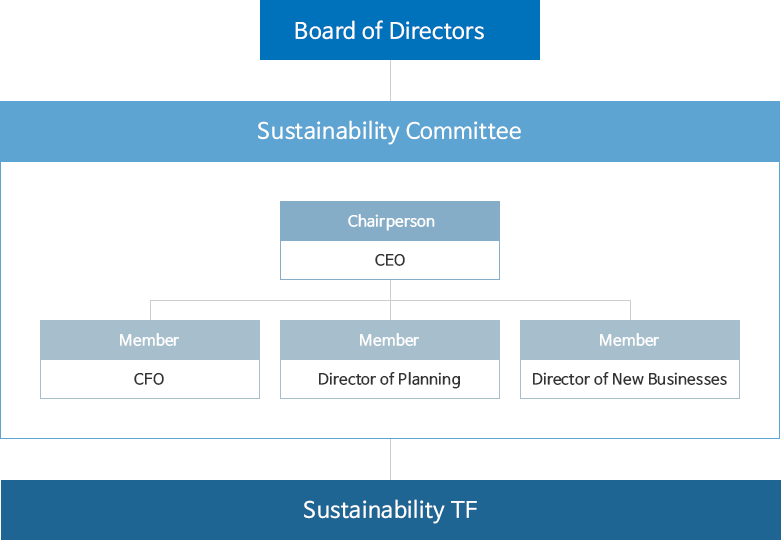 Board of Directors
Sustainability Committee
Chairperson
CEO
Member
CFO
Member
Director of Planning
Member
Director of New Businesses
Sustainability TF